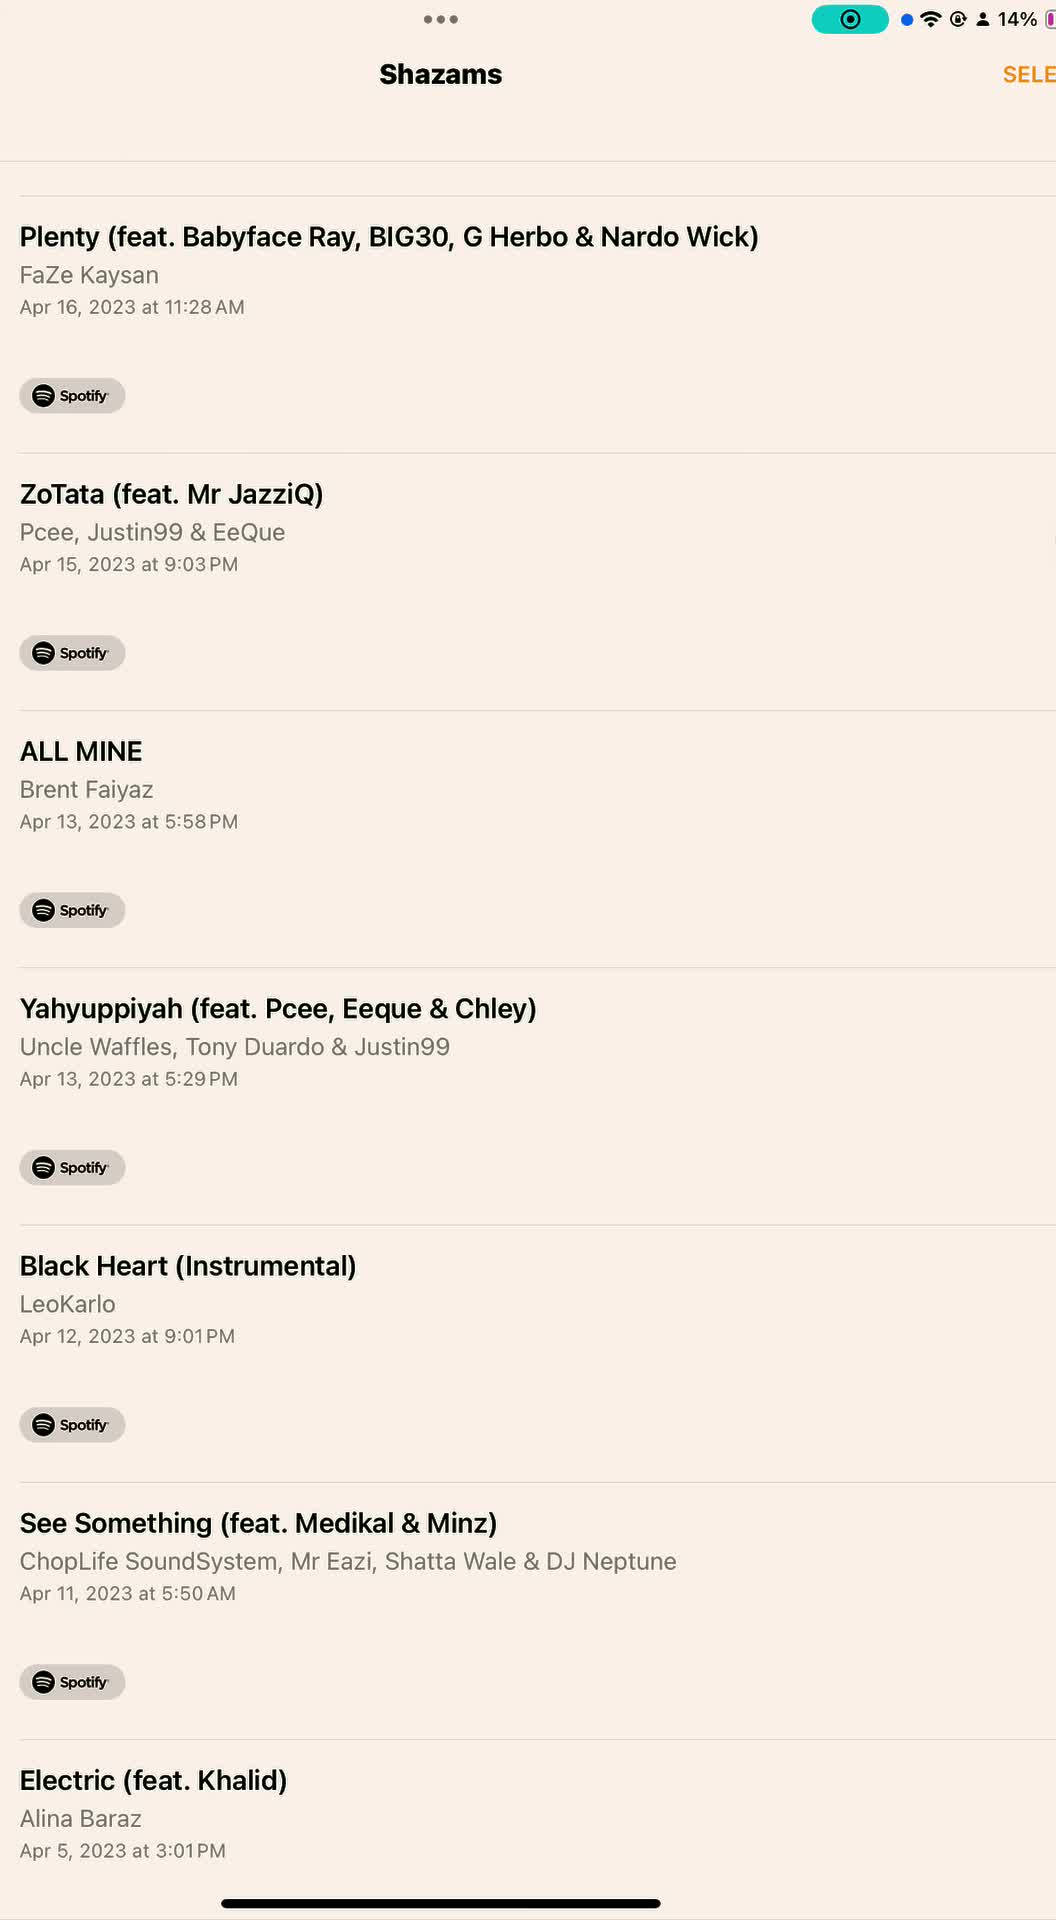 14%
Shazams
SELE
Plenty (feat. Babyface Ray, BIG30, G Herbo & Nardo Wick)
FaZe Kaysan
Apr 16, 2023 at 11:28 AM
Spotify
ZoTata (feat. Mr JazziQ)
Pcee, Justin99 & EeQue
Apr 15, 2023 at 9:03 PM
Spotify
ALL MINE
Brent Faiyaz
Apr 13, 2023 at 5:58 PM
Spotify
Yahyuppiyah (feat. Pcee, Eeque & Chley)
Uncle Waffles, Tony Duardo & Justin99
Apr 13, 2023 at 5:29 PM
Spotify
Black Heart (Instrumental)
LeoKarlo
Apr 12, 2023 at 9:01 PM
Spotify
See Something (feat. Medikal & Minz)
ChopLife SoundSystem, Mr Eazi, Shatta Wale & DJ Neptune
Apr 11, 2023 at 5:50 AM
Spotify
Electric (feat. Khalid)
Alina Baraz
Apr 5, 2023 at 3:01 PM